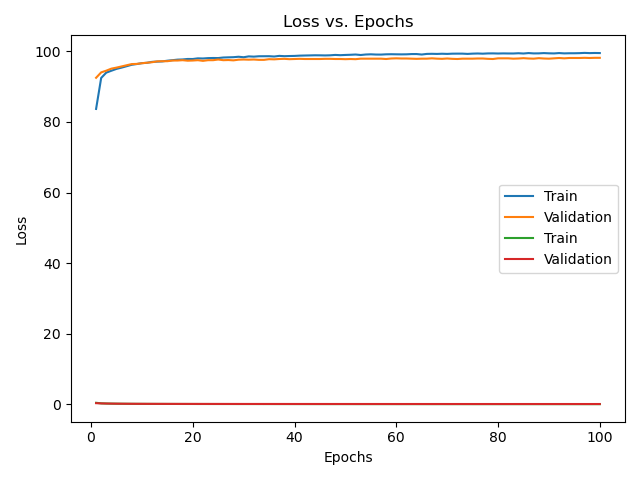 Loss vs. Epochs
Loss
100
80
60
40
20
0
Train
Validation
Train
Validation
0 20 40 60 80 100
Epochs